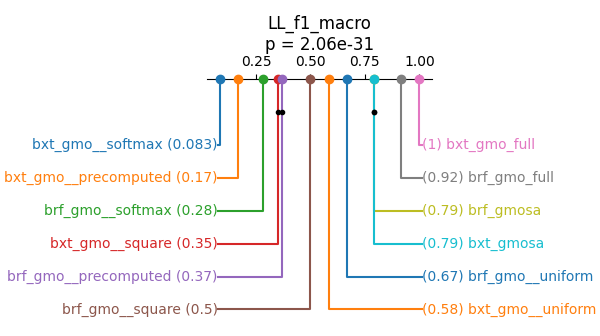 LL_f1_macro
p = 2.06e-31
0.25 0.50 0.75 1.00
bxt_gmo__softmax (0.083)
(1) bxt_gmo_full
bxt_gmo__precomputed (0.17)
(0.92) brf_gmo_full
brf_gmo__softmax (0.28)
(0.79) brf_gmosa
bxt_gmo__square (0.35)
(0.79) bxt_gmosa
brf_gmo__precomputed (0.37)
(0.67) brf_gmo__uniform
brf_gmo__square (0.5)
(0.58) bxt_gmo__uniform